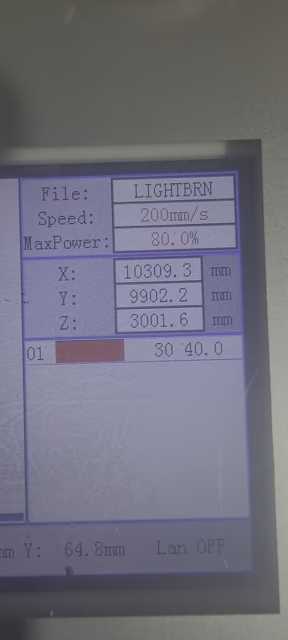 File: LIGHTBRN
Speed: 200mm/s
MaxPower: 80.0%
X: 10309.3 mm
Y: 9902.2 mm
Z: 3001.6 mm
01 30 40.0
mm Y: 64.8mm Lan OFF